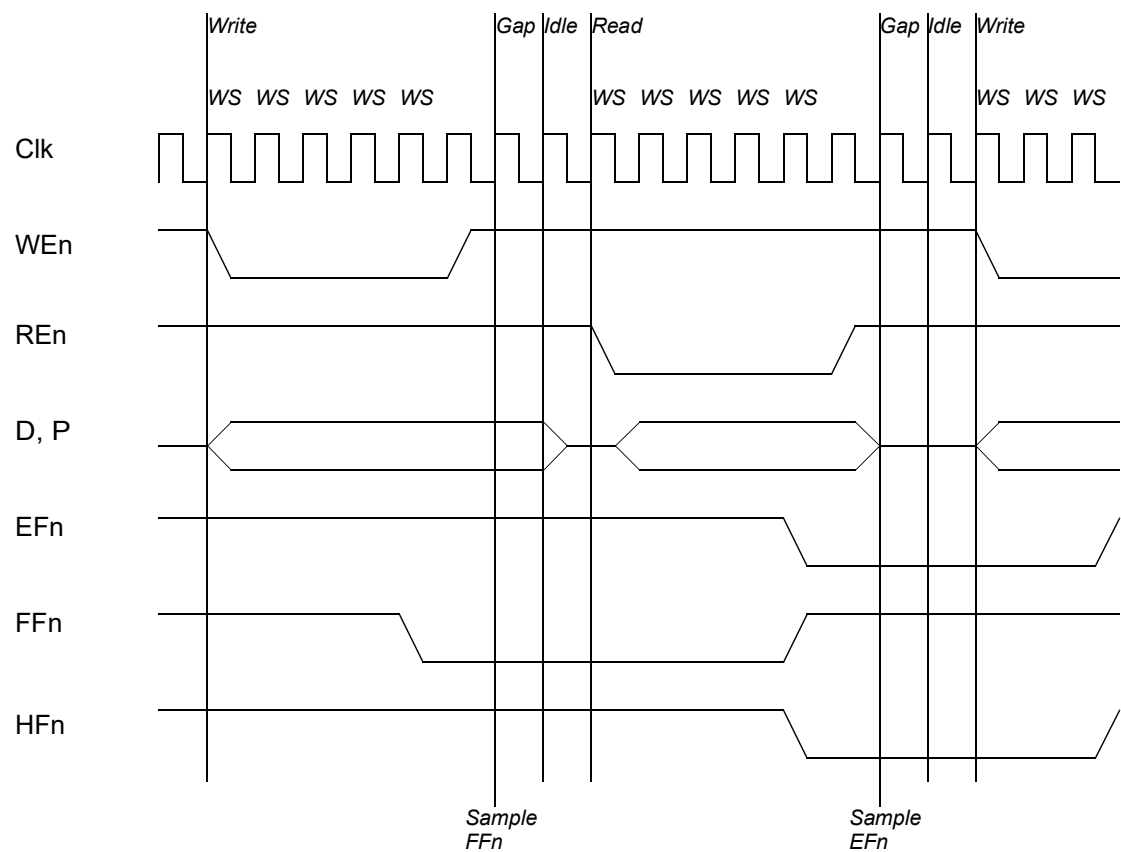 Write Gap Idle Read Gap Idle Write
WS WS WS WS WS WS WS WS WS WS WS WS WS
Clk
WEn
REn
D, P
EFn
FFn
HFn
Sample Sample
FFn EFn